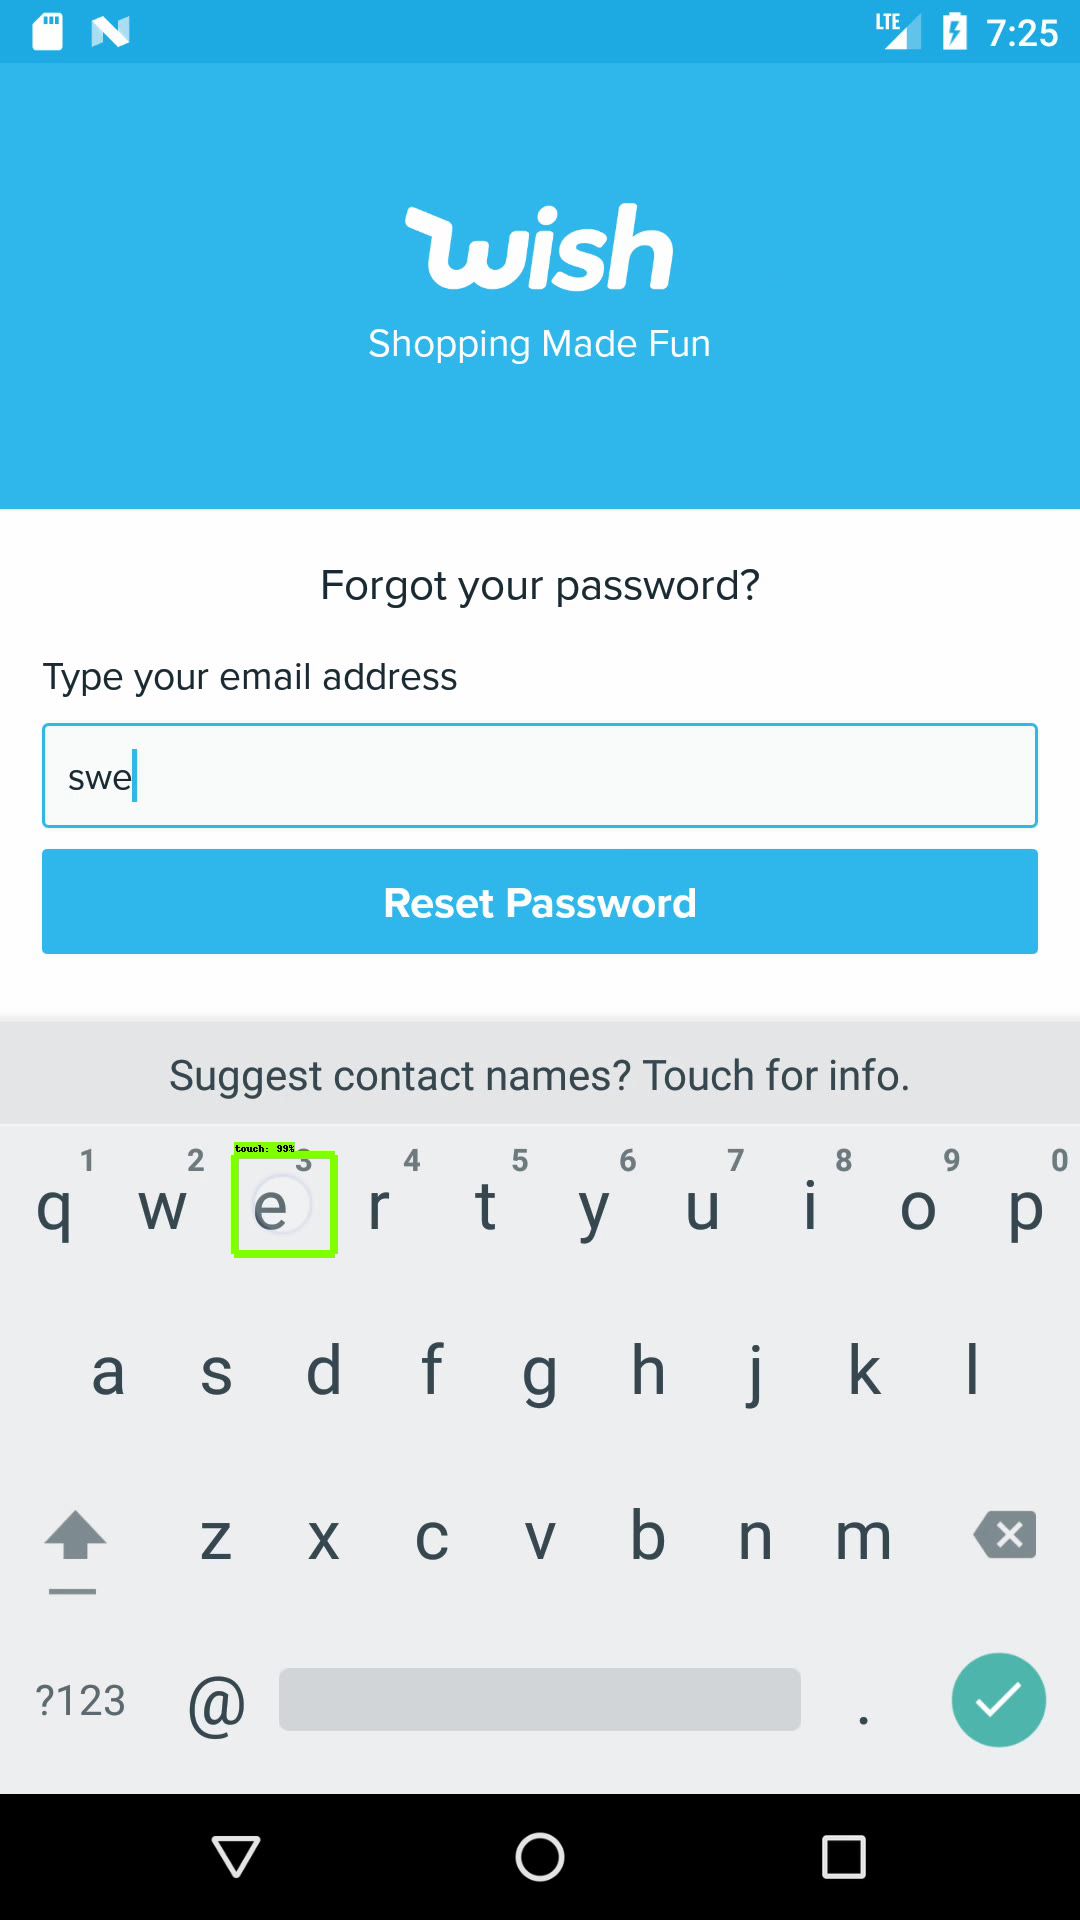 LTE 7:25
wish
Shopping Made Fun
Forgot your password?
Type your email address
swe
Reset Password
Suggest contact names? Touch for info.
touch: 99%
1 2 3 4 5 6 7 8 9 0
q w e r t y u i o p
a s d f g h j k l
z x c v b n m
?123 @ .